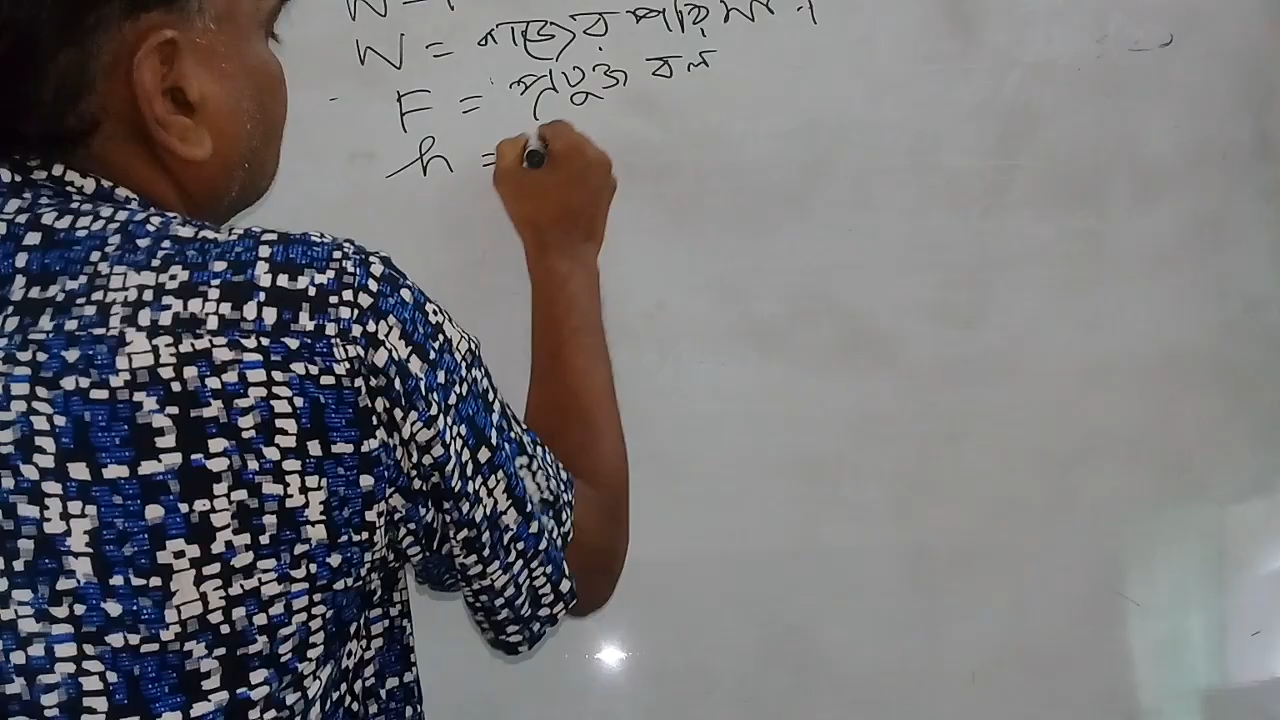 W =
W = কাজের পরিমান
F = প্রযুক্ত বল
h =